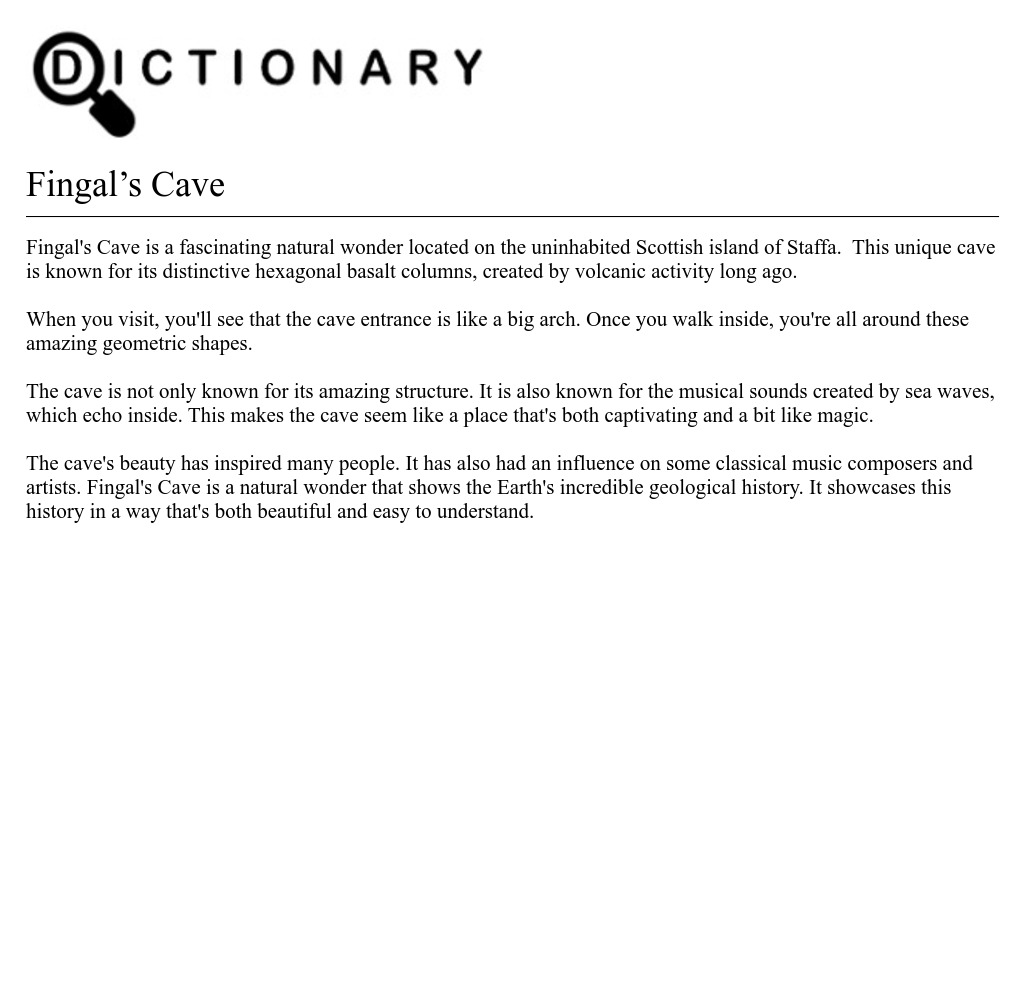 DICTIONARY
Fingal’s Cave
Fingal's Cave is a fascinating natural wonder located on the uninhabited Scottish island of Staffa.  This unique cave
is known for its distinctive hexagonal basalt columns, created by volcanic activity long ago.
When you visit, you'll see that the cave entrance is like a big arch. Once you walk inside, you're all around these
amazing geometric shapes.
The cave is not only known for its amazing structure. It is also known for the musical sounds created by sea waves,
which echo inside. This makes the cave seem like a place that's both captivating and a bit like magic.
The cave's beauty has inspired many people. It has also had an influence on some classical music composers and
artists. Fingal's Cave is a natural wonder that shows the Earth's incredible geological history. It showcases this
history in a way that's both beautiful and easy to understand.